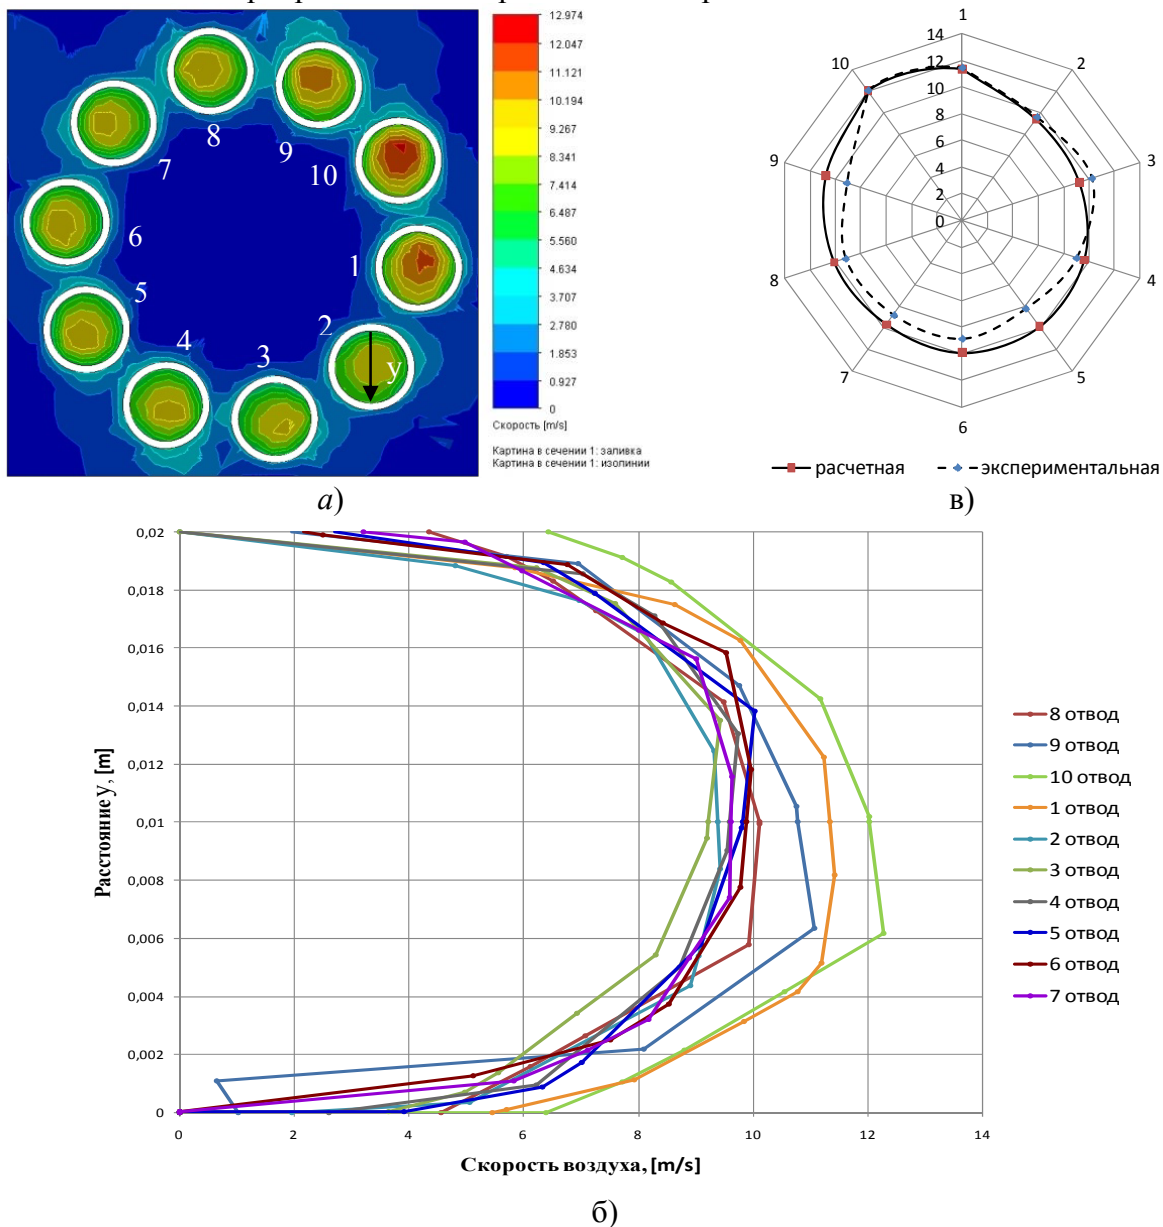 12.974
12.047
11.121
10.194
9.267
8.341
7.414
6.487
5.560
4.634
3.707
2.780
1.853
0.927
0
Скорость [m/s]
Картина в сечении 1: заливка
Картина в сечении 1: изолинии
8
9
7
10
6
1
5
2
4
3
y
а)
1
14
10
12
2
10
8
9
6
3
4
2
0
8
4
7
5
6
расчетная
экспериментальная
в)
0,02
0,018
0,016
0,014
0,012
0,01
0,008
0,006
0,004
0,002
0
Расстояние y, [m]
0 2 4 6 8 10 12 14
Скорость воздуха, [m/s]
8 отвод
9 отвод
10 отвод
1 отвод
2 отвод
3 отвод
4 отвод
5 отвод
6 отвод
7 отвод
б)